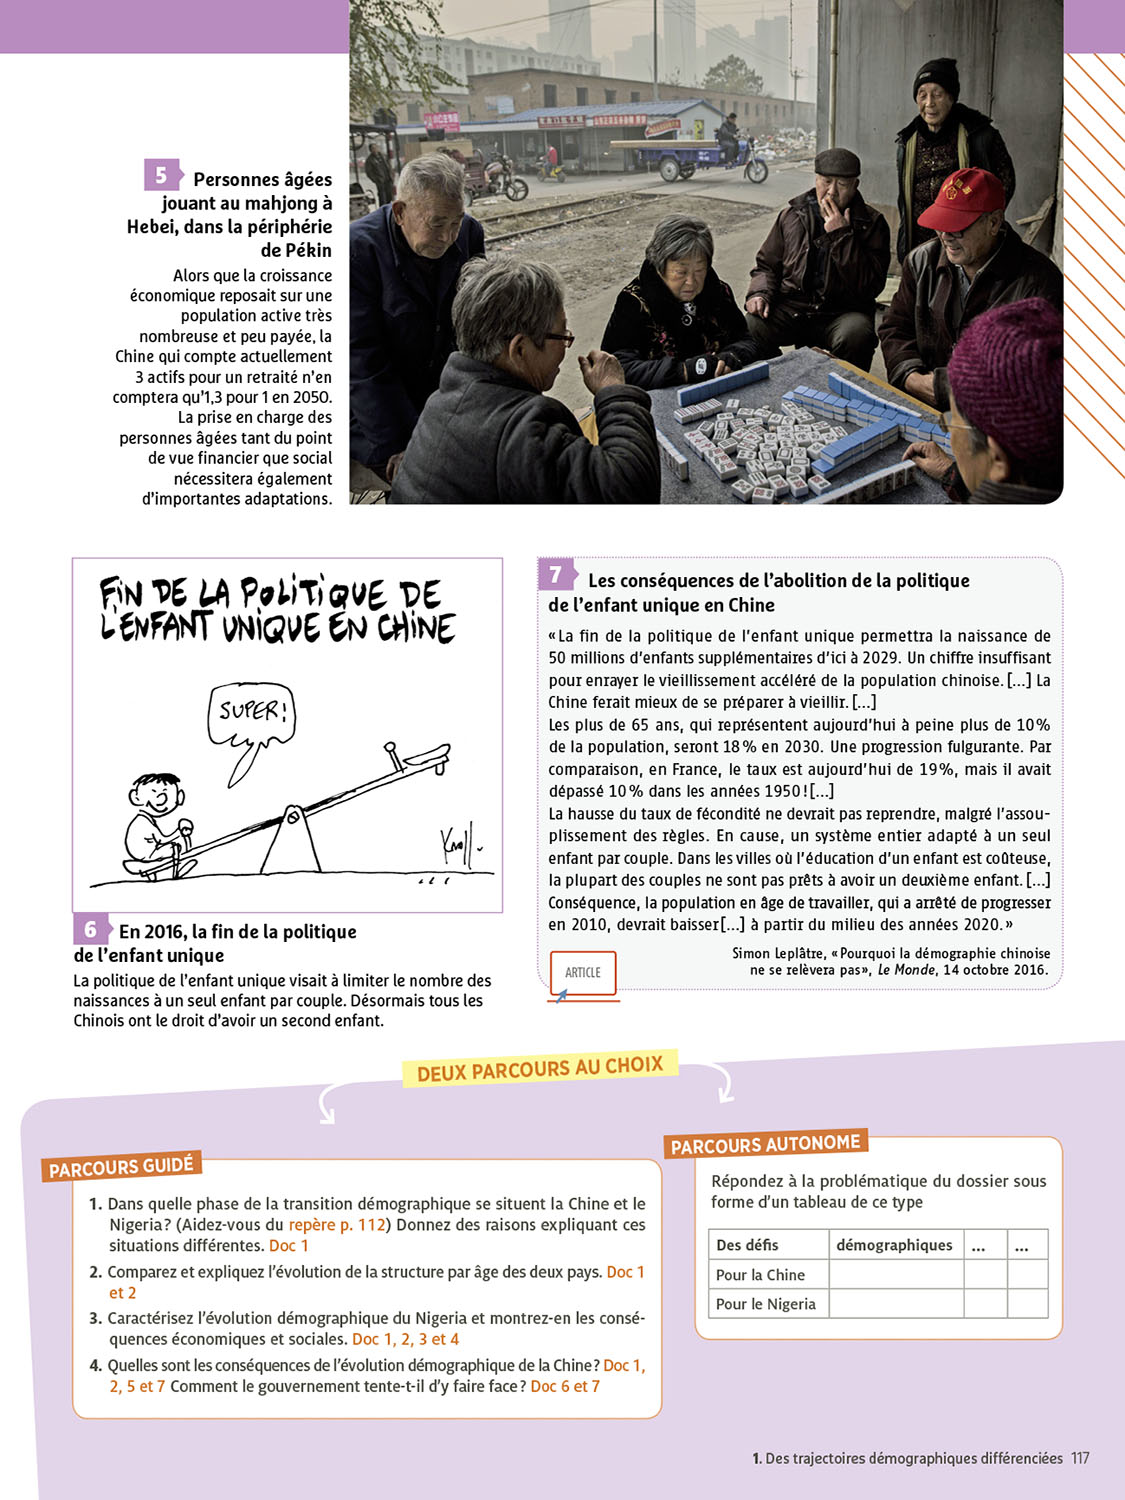 5 Personnes âgées
jouant au mahjong à
Hebei, dans la périphérie
de Pékin
Alors que la croissance
économique reposait sur une
population active très
nombreuse et peu payée, la
Chine qui compte actuellement
3 actifs pour un retraité n'en
comptera qu'1,3 pour 1 en 2050.
La prise en charge des
personnes âgées tant du point
de vue financier que social
nécessitera également
d'importantes adaptations.
FIN DE LA POLITIQUE DE
L'ENFANT UNIQUE EN CHINE
SUPER!
Kroll.
6 En 2016, la fin de la politique
de l'enfant unique
La politique de l'enfant unique visait à limiter le nombre des
naissances à un seul enfant par couple. Désormais tous les
Chinois ont le droit d'avoir un second enfant.
7 Les conséquences de l'abolition de la politique
de l'enfant unique en Chine
« La fin de la politique de l'enfant unique permettra la naissance de
50 millions d'enfants supplémentaires d'ici à 2029. Un chiffre insuffisant
pour enrayer le vieillissement accéléré de la population chinoise. [...] La
Chine ferait mieux de se préparer à vieillir. [...]
Les plus de 65 ans, qui représentent aujourd'hui à peine plus de 10 %
de la population, seront 18 % en 2030. Une progression fulgurante. Par
comparaison, en France, le taux est aujourd'hui de 19 %, mais il avait
dépassé 10 % dans les années 1950 ! [...]
La hausse du taux de fécondité ne devrait pas reprendre, malgré l'assou-
plissement des règles. En cause, un système entier adapté à un seul
enfant par couple. Dans les villes où l'éducation d'un enfant est coûteuse,
la plupart des couples ne sont pas prêts à avoir un deuxième enfant. [...]
Conséquence, la population en âge de travailler, qui a arrêté de progresser
en 2010, devrait baisser [...] à partir du milieu des années 2020. »
Simon Leplâtre, « Pourquoi la démographie chinoise
ne se relèvera pas », Le Monde, 14 octobre 2016.
ARTICLE
DEUX PARCOURS AU CHOIX
PARCOURS GUIDÉ
1. Dans quelle phase de la transition démographique se situent la Chine et le
Nigeria ? (Aidez-vous du repère p. 112) Donnez des raisons expliquant ces
situations différentes. Doc 1
2. Comparez et expliquez l'évolution de la structure par âge des deux pays. Doc 1
et 2
3. Caractérisez l'évolution démographique du Nigeria et montrez-en les consé-
quences économiques et sociales. Doc 1, 2, 3 et 4
4. Quelles sont les conséquences de l'évolution démographique de la Chine ? Doc 1,
2, 5 et 7 Comment le gouvernement tente-t-il d'y faire face ? Doc 6 et 7
PARCOURS AUTONOME
Répondez à la problématique du dossier sous
forme d'un tableau de ce type
Des défis démographiques ... ...
Pour la Chine
Pour le Nigeria
1. Des trajectoires démographiques différenciées 117